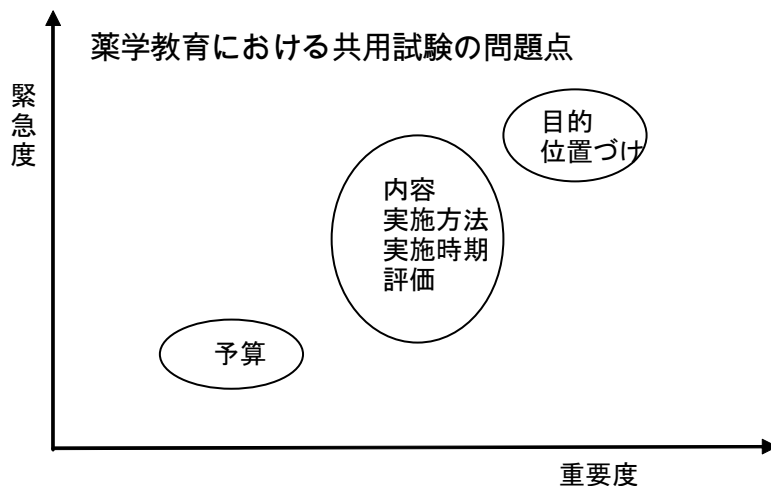 薬学教育における共用試験の問題点
緊急度
目的
位置づけ
内容
実施方法
実施時期
評価
予算
重要度